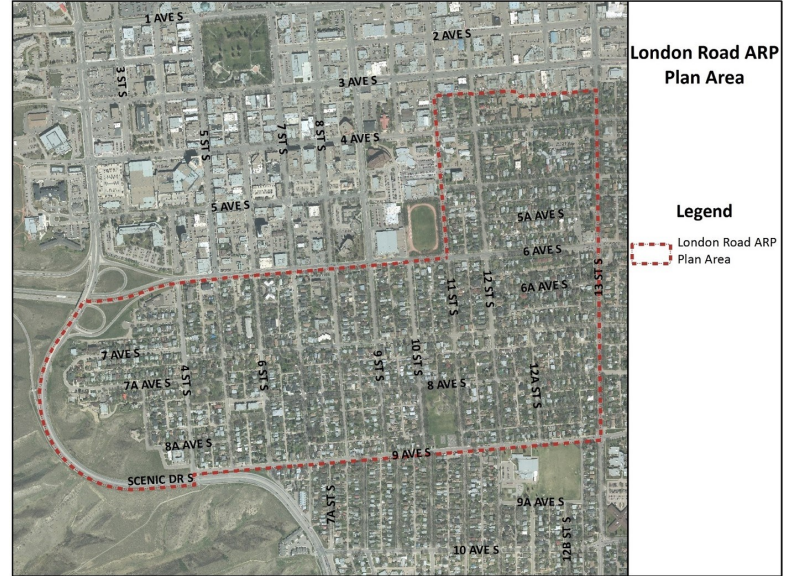 1 AVE S
2 AVE S
3 ST S
3 AVE S
5 ST S
7 ST S
8 ST S
4 AVE S
5 AVE S
5A AVE S
6 AVE S
11 ST S
12 ST S
13 ST S
6A AVE S
7 AVE S
4 ST S
6 ST S
9 ST S
10 ST S
7A AVE S
8 AVE S
12A ST S
8A AVE S
9 AVE S
SCENIC DR S
7A ST S
9A AVE S
10 AVE S
12B ST S
London Road ARP
Plan Area
Legend
London Road ARP
Plan Area